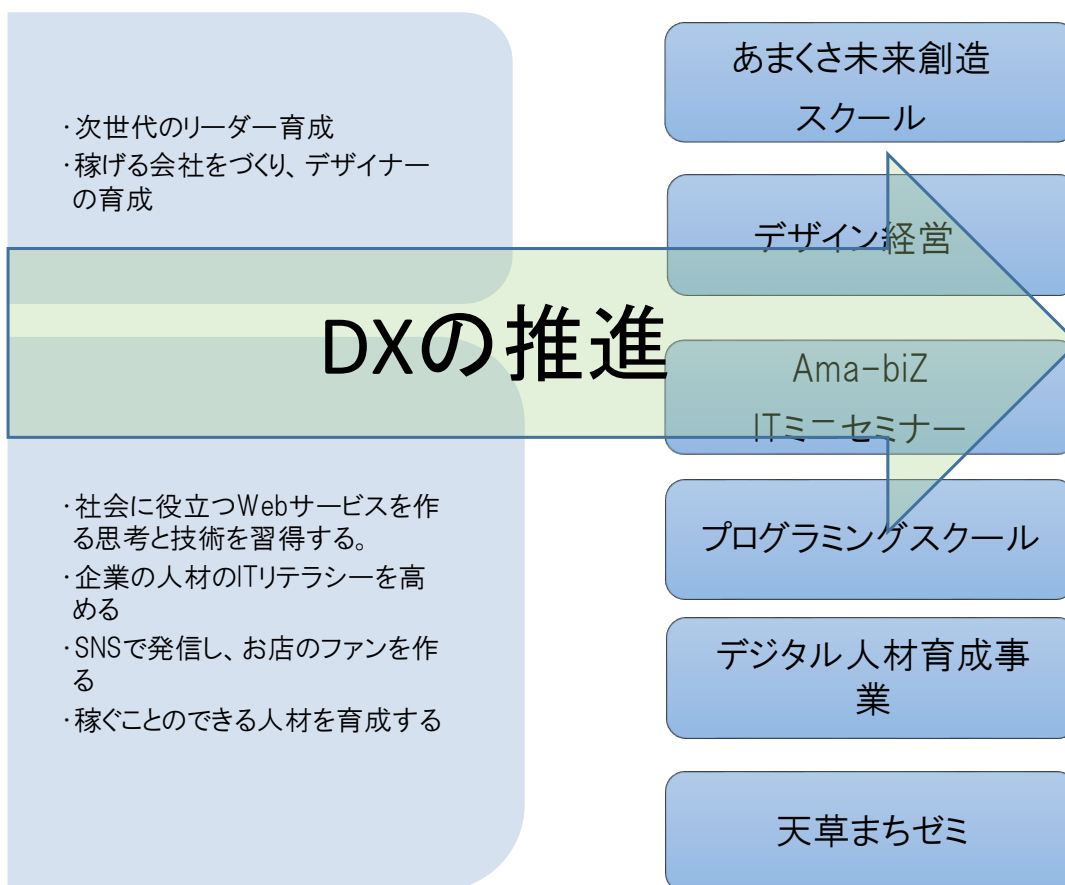 ・次世代のリーダー育成
・稼げる会社をづくり、デザイナー
の育成
DXの推進
・社会に役立つWebサービスを作
る思考と技術を習得する。
・企業の人材のITリテラシーを高
める
・SNSで発信し、お店のファンを作
る
・稼ぐことのできる人材を育成する
あまくさ未来創造
スクール
デザイン経営
Ama-biZ
ITミニセミナー
プログラミングスクール
デジタル人材育成事
業
天草まちゼミ